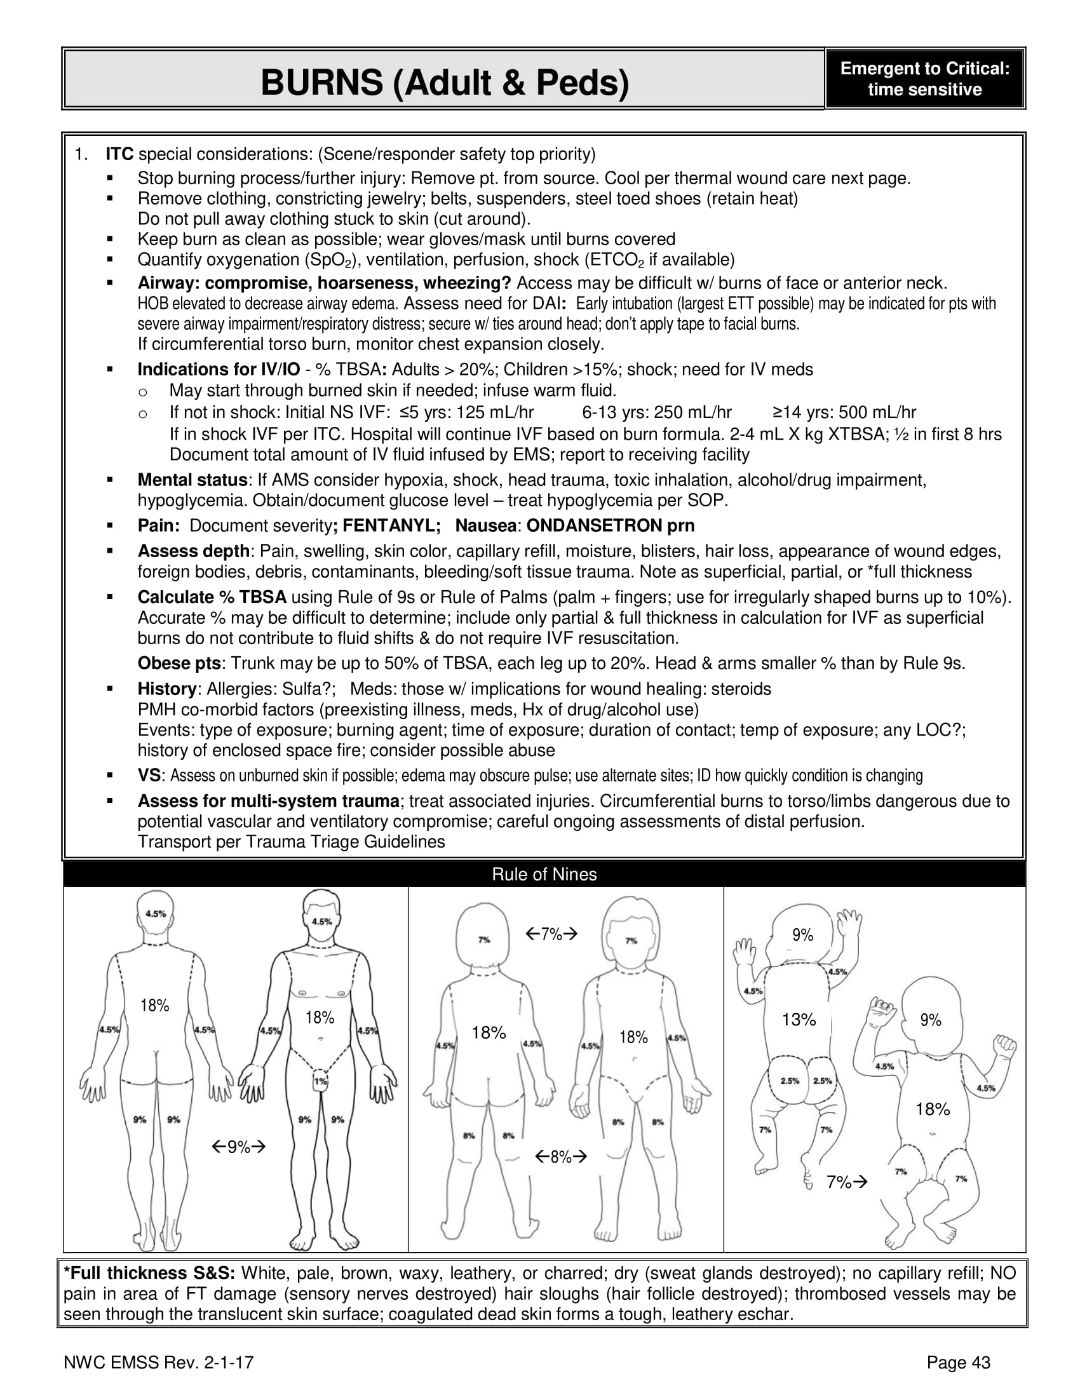 BURNS (Adult & Peds)
Emergent to Critical:
time sensitive
1. ITC special considerations: (Scene/responder safety top priority)
▪ Stop burning process/further injury: Remove pt. from source. Cool per thermal wound care next page.
▪ Remove clothing, constricting jewelry; belts, suspenders, steel toed shoes (retain heat)
Do not pull away clothing stuck to skin (cut around).
▪ Keep burn as clean as possible; wear gloves/mask until burns covered
▪ Quantify oxygenation (SpO₂), ventilation, perfusion, shock (ETCO₂ if available)
▪ Airway: compromise, hoarseness, wheezing? Access may be difficult w/ burns of face or anterior neck.
HOB elevated to decrease airway edema. Assess need for DAI: Early intubation (largest ETT possible) may be indicated for pts with
severe airway impairment/respiratory distress; secure w/ ties around head; don't apply tape to facial burns.
If circumferential torso burn, monitor chest expansion closely.
▪ Indications for IV/IO - % TBSA: Adults > 20%; Children >15%; shock; need for IV meds
o May start through burned skin if needed; infuse warm fluid.
o If not in shock: Initial NS IVF: ≤5 yrs: 125 mL/hr 6-13 yrs: 250 mL/hr ≥14 yrs: 500 mL/hr
If in shock IVF per ITC. Hospital will continue IVF based on burn formula. 2-4 mL X kg XTBSA; ½ in first 8 hrs
Document total amount of IV fluid infused by EMS; report to receiving facility
▪ Mental status: If AMS consider hypoxia, shock, head trauma, toxic inhalation, alcohol/drug impairment,
hypoglycemia. Obtain/document glucose level – treat hypoglycemia per SOP.
▪ Pain: Document severity; FENTANYL; Nausea: ONDANSETRON prn
▪ Assess depth: Pain, swelling, skin color, capillary refill, moisture, blisters, hair loss, appearance of wound edges,
foreign bodies, debris, contaminants, bleeding/soft tissue trauma. Note as superficial, partial, or *full thickness
▪ Calculate % TBSA using Rule of 9s or Rule of Palms (palm + fingers; use for irregularly shaped burns up to 10%).
Accurate % may be difficult to determine; include only partial & full thickness in calculation for IVF as superficial
burns do not contribute to fluid shifts & do not require IVF resuscitation.
Obese pts: Trunk may be up to 50% of TBSA, each leg up to 20%. Head & arms smaller % than by Rule 9s.
▪ History: Allergies: Sulfa?; Meds: those w/ implications for wound healing: steroids
PMH co-morbid factors (preexisting illness, meds, Hx of drug/alcohol use)
Events: type of exposure; burning agent; time of exposure; duration of contact; temp of exposure; any LOC?;
history of enclosed space fire; consider possible abuse
▪ VS: Assess on unburned skin if possible; edema may obscure pulse; use alternate sites; ID how quickly condition is changing
▪ Assess for multi-system trauma; treat associated injuries. Circumferential burns to torso/limbs dangerous due to
potential vascular and ventilatory compromise; careful ongoing assessments of distal perfusion.
Transport per Trauma Triage Guidelines
Rule of Nines
4.5% 4.5%
18% 18%
4.5% 4.5% 4.5% 4.5%
1%
9% 9% 9% 9%
←9%→
7% ←7%→ 7%
18% 18%
4.5% 4.5% 4.5% 4.5%
8% 8% 8% 8%
←8%→
9%
4.5% 4.5%
13% 9%
4.5% 4.5%
2.5% 2.5%
18%
7% 7%
7% 7%
7%→
*Full thickness S&S: White, pale, brown, waxy, leathery, or charred; dry (sweat glands destroyed); no capillary refill; NO
pain in area of FT damage (sensory nerves destroyed) hair sloughs (hair follicle destroyed); thrombosed vessels may be
seen through the translucent skin surface; coagulated dead skin forms a tough, leathery eschar.
NWC EMSS Rev. 2-1-17 Page 43